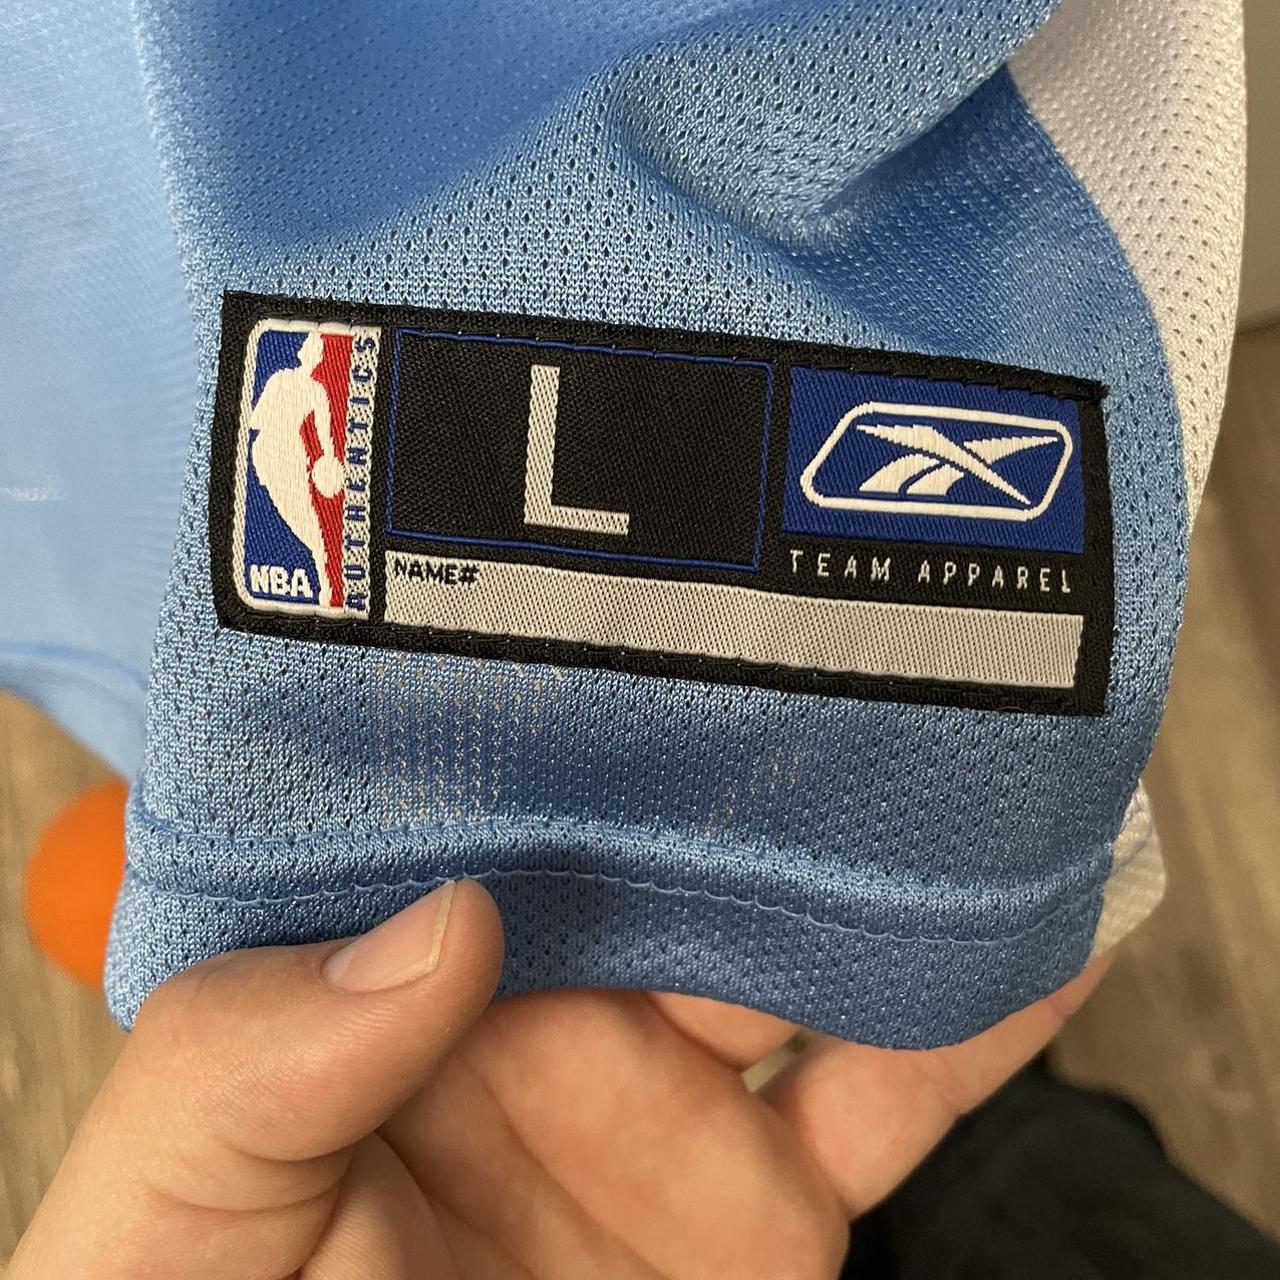 NBA
AUTHENTICS
L
TEAM APPAREL
NAME#